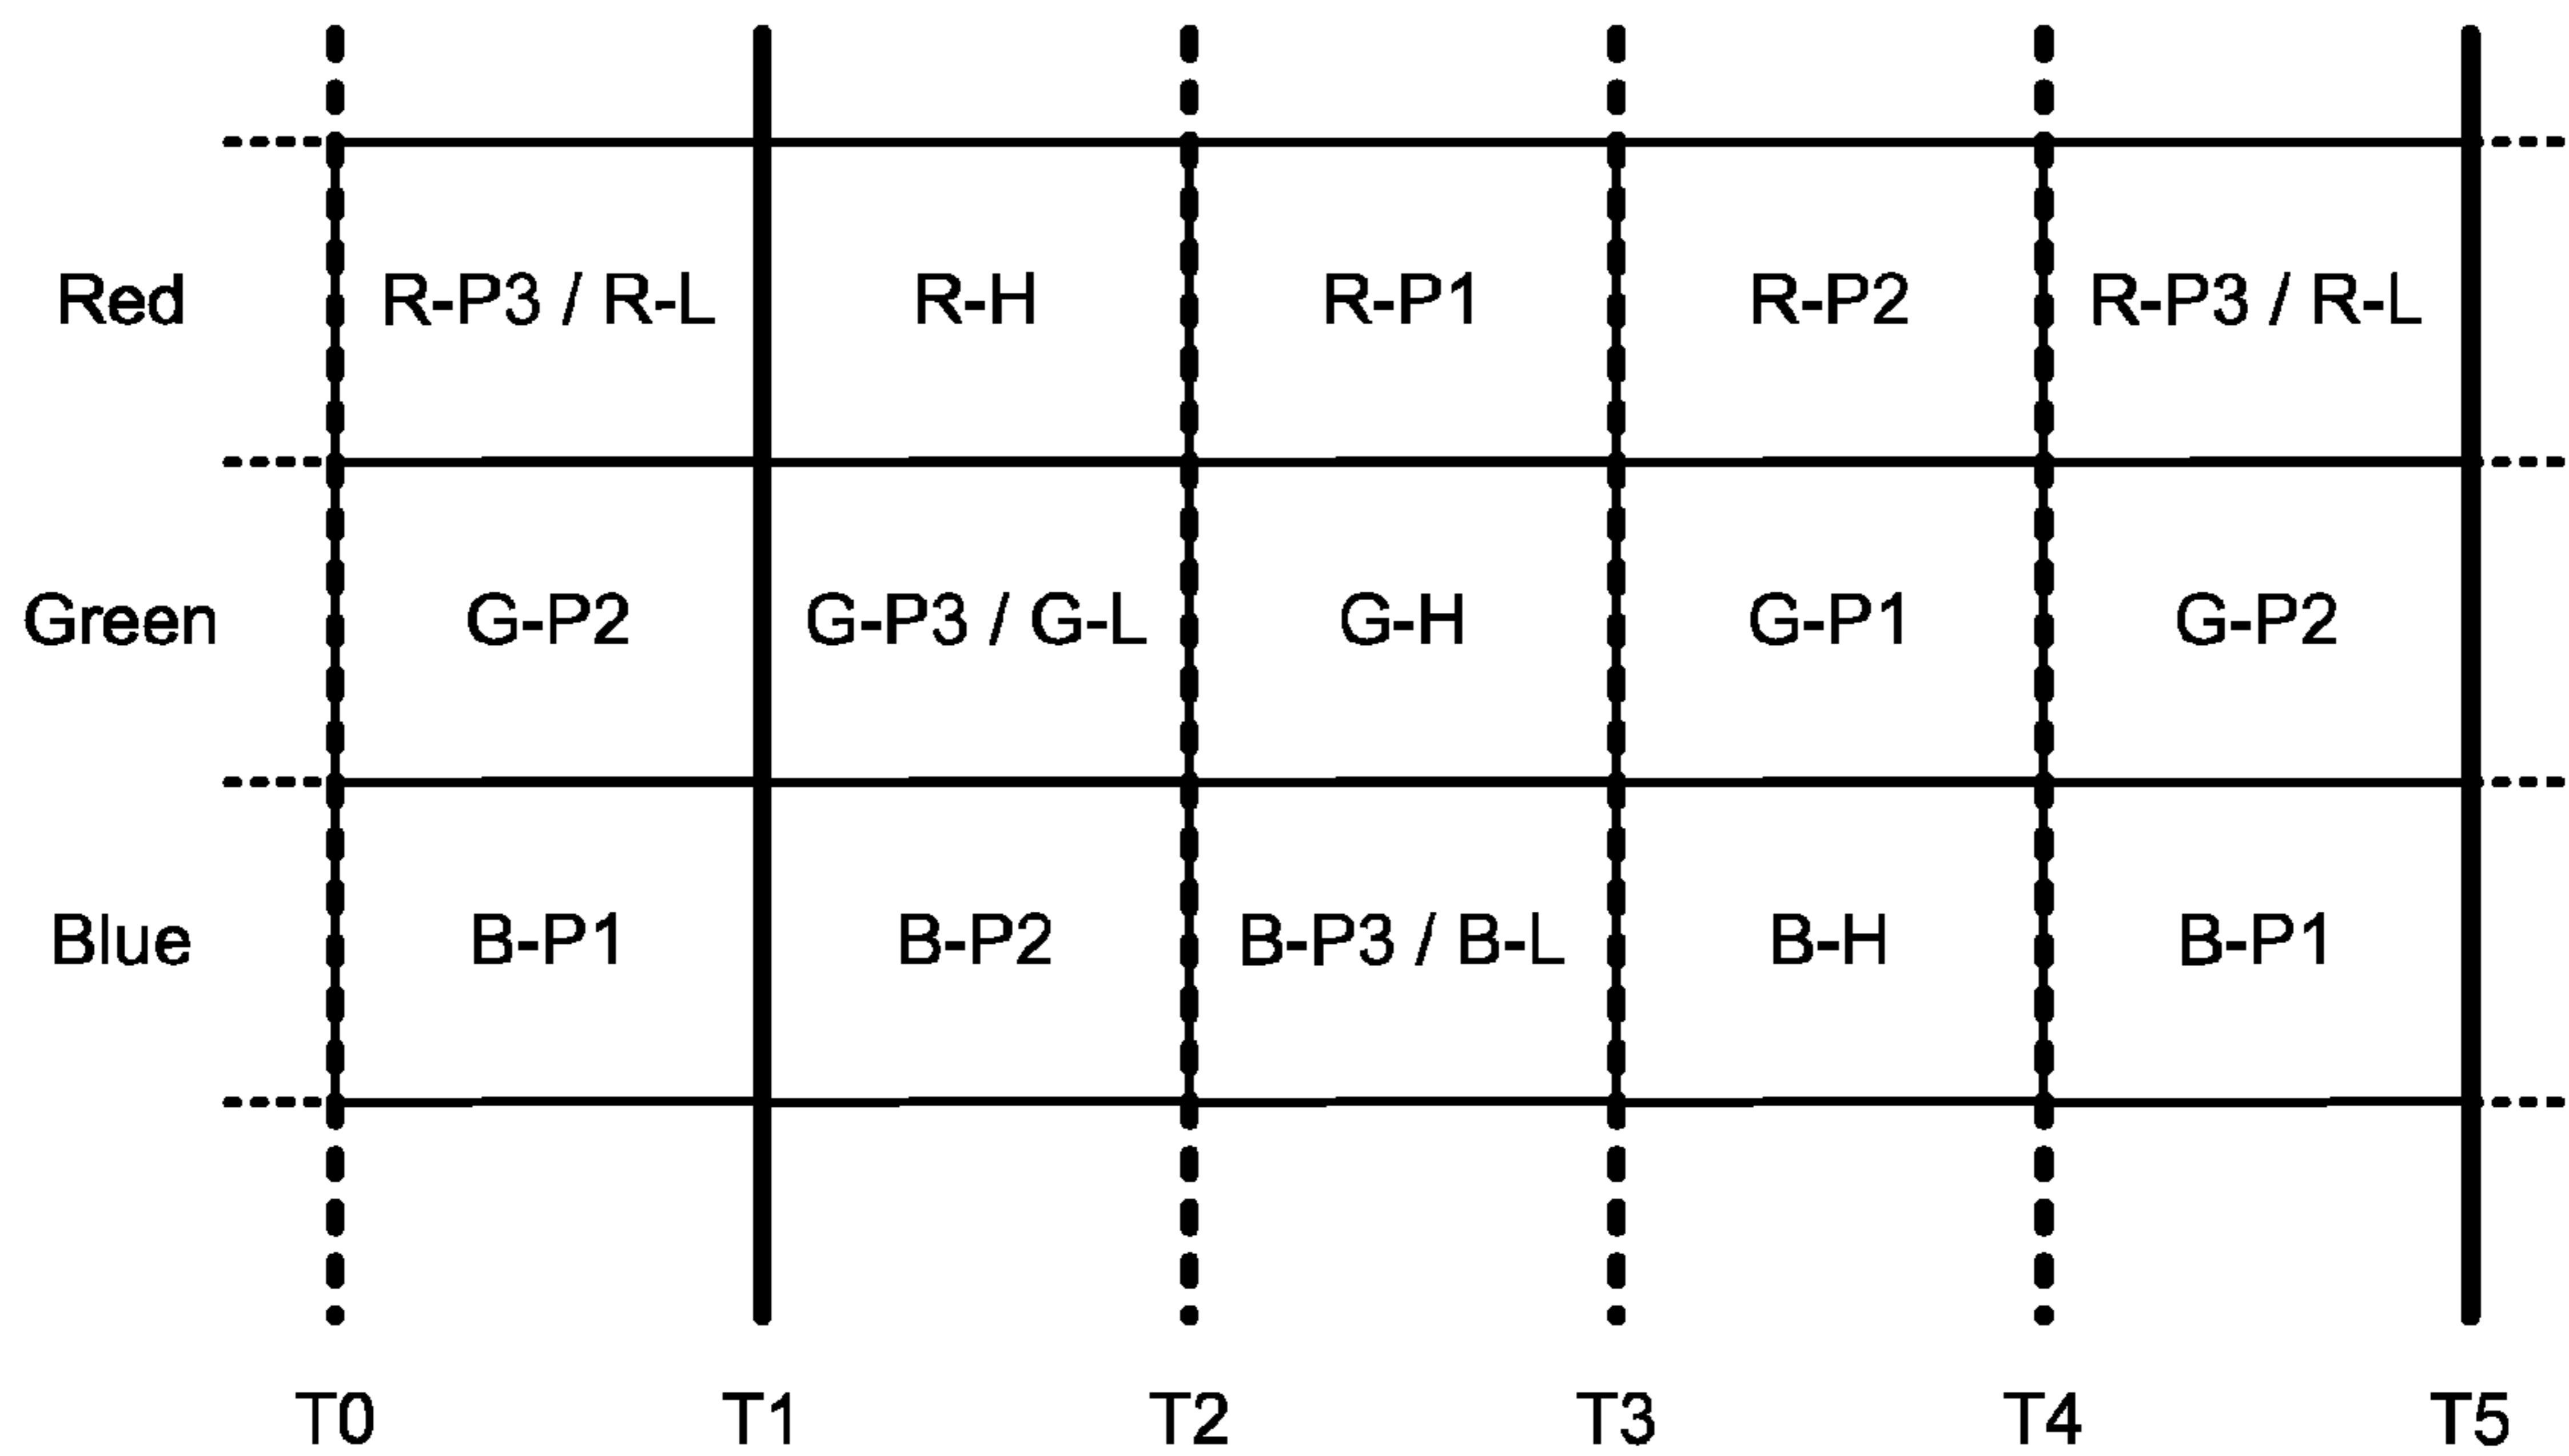 Red R-P3 / R-L R-H R-P1 R-P2 R-P3 / R-L
Green G-P2 G-P3 / G-L G-H G-P1 G-P2
Blue B-P1 B-P2 B-P3 / B-L B-H B-P1
T0 T1 T2 T3 T4 T5